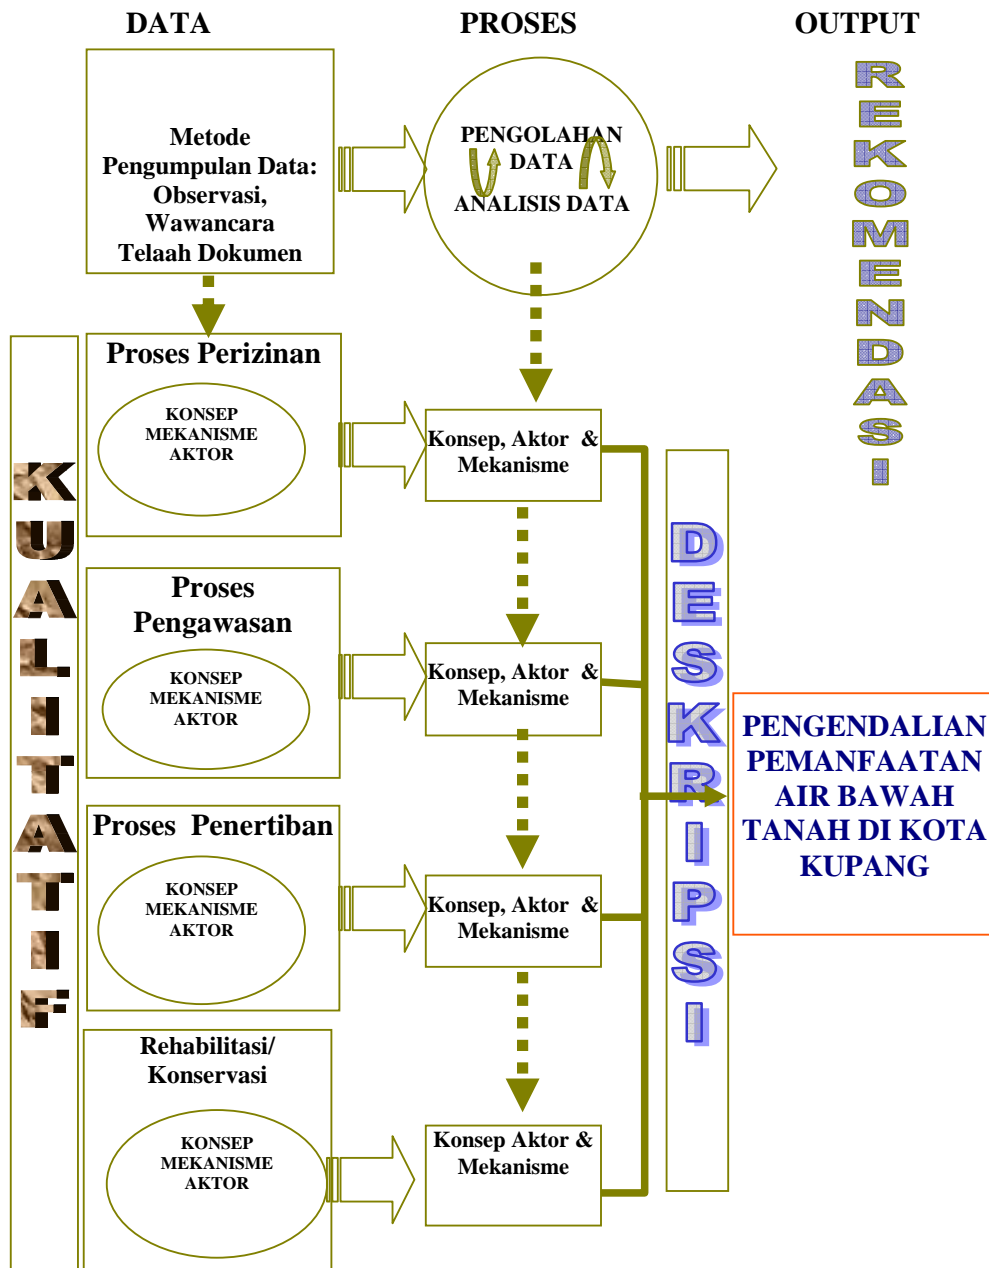 DATA PROSES OUTPUT
Metode
Pengumpulan Data:
Observasi,
Wawancara
Telaah Dokumen
PENGOLAHAN
DATA
ANALISIS DATA
REKOMENDASI
KUALITATIF
Proses Perizinan
KONSEP
MEKANISME
AKTOR
Konsep, Aktor &
Mekanisme
Proses
Pengawasan
KONSEP
MEKANISME
AKTOR
Konsep, Aktor &
Mekanisme
Proses Penertiban
KONSEP
MEKANISME
AKTOR
Konsep, Aktor &
Mekanisme
Rehabilitasi/
Konservasi
KONSEP
MEKANISME
AKTOR
Konsep Aktor &
Mekanisme
DESKRIPSI
PENGENDALIAN
PEMANFAATAN
AIR BAWAH
TANAH DI KOTA
KUPANG